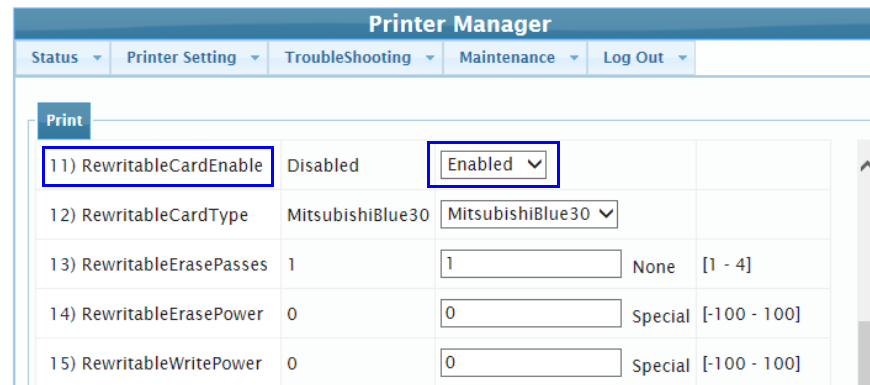 Printer Manager
Status Printer Setting TroubleShooting Maintenance Log Out
Print
11) RewritableCardEnable Disabled Enabled
12) RewritableCardType MitsubishiBlue30 MitsubishiBlue30
13) RewritableErasePasses 1 1 None [1 - 4]
14) RewritableErasePower 0 0 Special [-100 - 100]
15) RewritableWritePower 0 0 Special [-100 - 100]